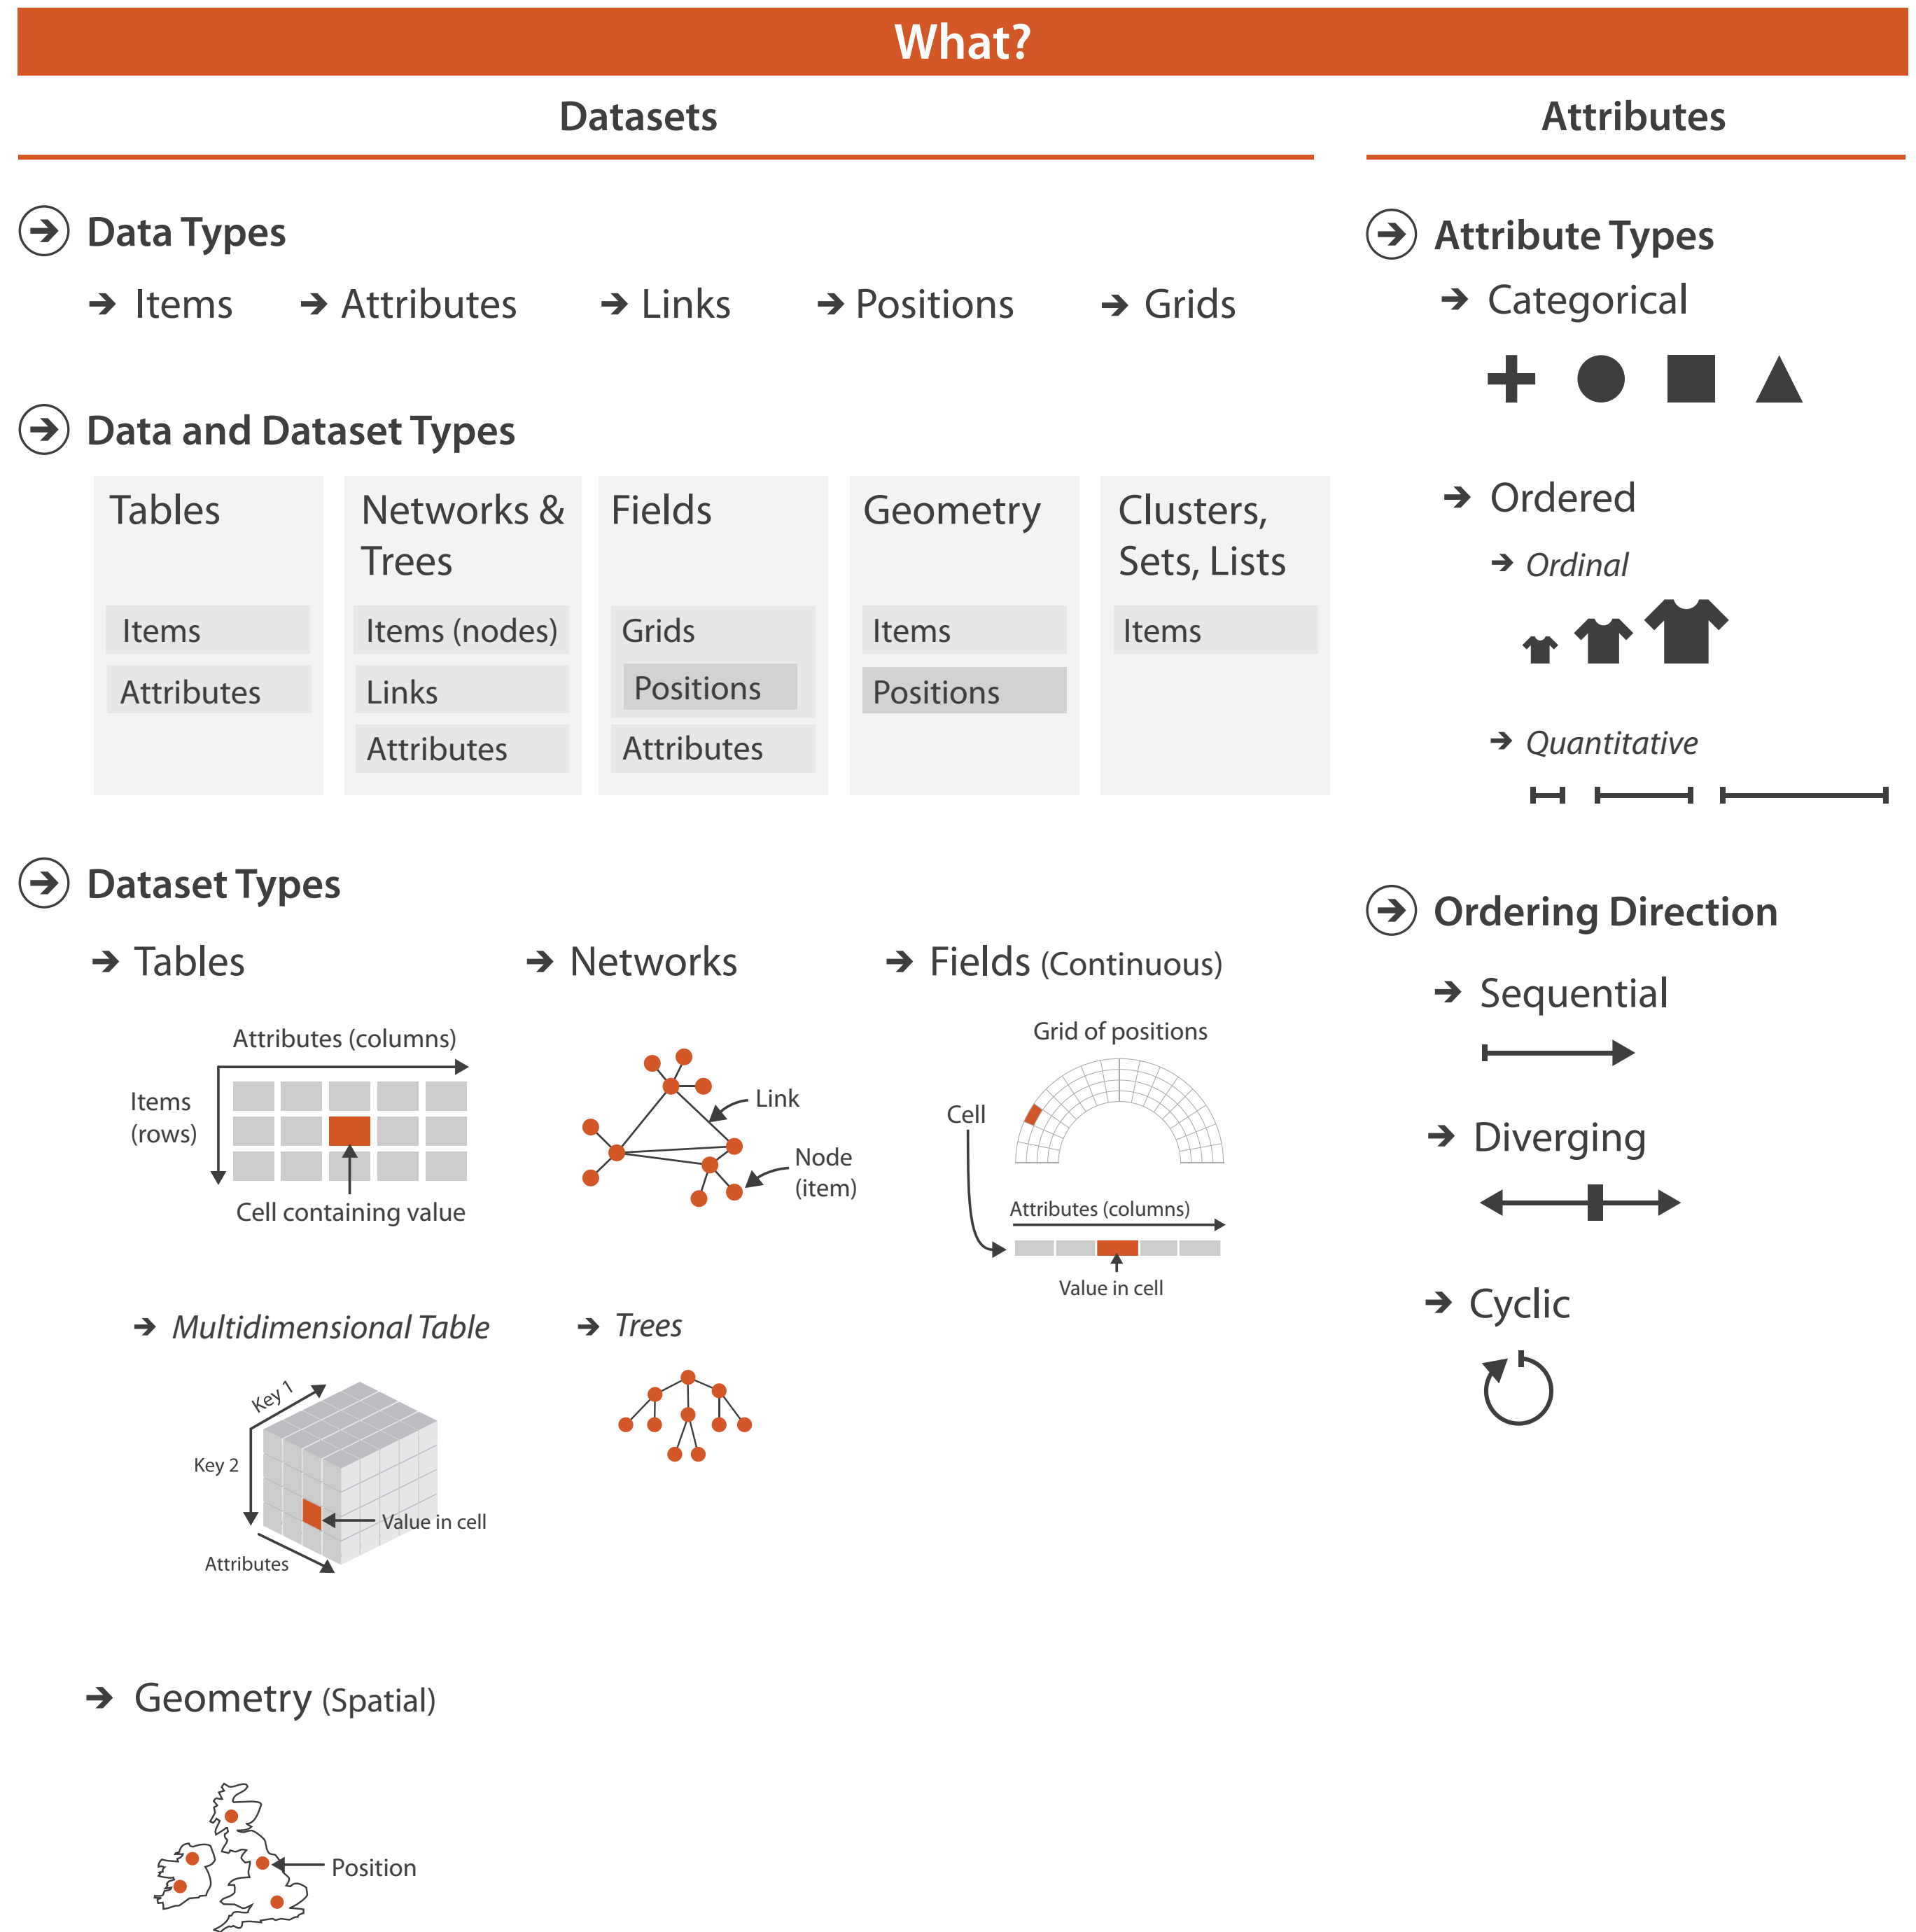 What?
Datasets
Data Types
Items
Attributes
Links
Positions
Grids
Data and Dataset Types
Tables
Items
Attributes
Networks &
Trees
Items (nodes)
Links
Attributes
Fields
Grids
Positions
Attributes
Geometry
Items
Positions
Clusters,
Sets, Lists
Items
Dataset Types
Tables
Attributes (columns)
Items
(rows)
Cell containing value
Networks
Link
Node
(item)
Fields (Continuous)
Grid of positions
Cell
Attributes (columns)
Value in cell
Multidimensional Table
Key 1
Key 2
Value in cell
Attributes
Trees
Geometry (Spatial)
Position
Attributes
Attribute Types
Categorical
Ordered
Ordinal
Quantitative
Ordering Direction
Sequential
Diverging
Cyclic